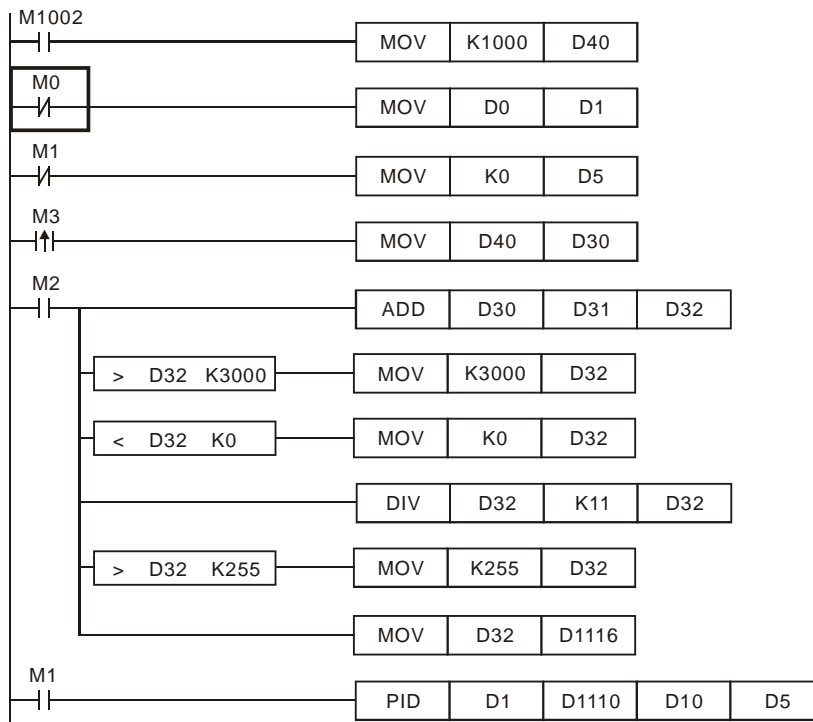 M1002
MOV K1000 D40
M0
MOV D0 D1
M1
MOV K0 D5
M3
MOV D40 D30
M2
ADD D30 D31 D32
> D32 K3000 MOV K3000 D32
< D32 K0 MOV K0 D32
DIV D32 K11 D32
> D32 K255 MOV K255 D32
MOV D32 D1116
M1
PID D1 D1110 D10 D5